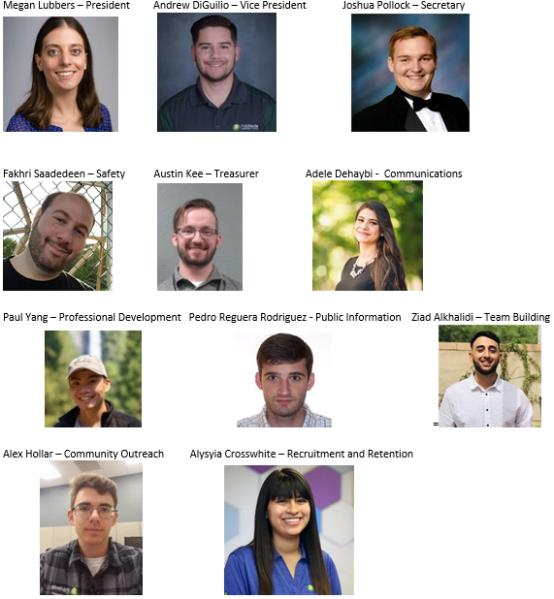 Megan Lubbers – President
Andrew DiGuilio – Vice President
Joshua Pollock – Secretary
Fakhri Saadedeen – Safety
Austin Kee – Treasurer
Adele Dehaybi - Communications
Paul Yang – Professional Development
Pedro Reguera Rodriguez - Public Information
Ziad Alkhalidi – Team Building
Alex Hollar – Community Outreach
Alysyia Crosswhite – Recruitment and Retention